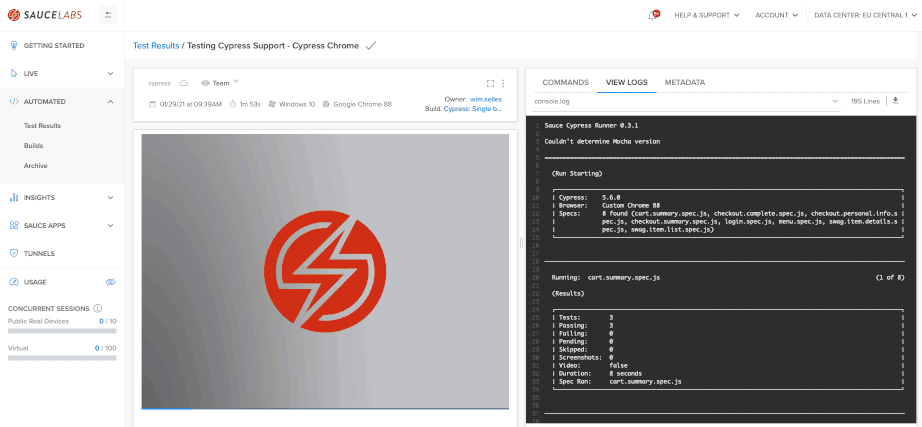 SAUCELABS
HELP & SUPPORT
ACCOUNT
DATA CENTER: EU CENTRAL 1
GETTING STARTED
LIVE
AUTOMATED
Test Results
Builds
Archive
INSIGHTS
SAUCE APPS
TUNNELS
USAGE
CONCURRENT SESSIONS
Public Real Devices 0 / 10
Virtual 0 / 100
Test Results / Testing Cypress Support - Cypress Chrome
cypress Team
01/29/21 at 09:39AM 1m 53s Windows 10 Google Chrome 88
Owner: wim.selles
Build: Cypress: Single b...
COMMANDS VIEW LOGS METADATA
console.log 195 Lines
1 Sauce Cypress Runner 0.3.1
2
3 Couldn't determine Mocha version
4
5
6
7 (Run Starting)
8
9
10 | Cypress: 5.6.0 |
11 | Browser: Custom Chrome 88 |
12 | Specs: 8 found (cart.summary.spec.js, checkout.complete.spec.js, checkout.personal.info.s |
13 | pec.js, checkout.summary.spec.js, login.spec.js, menu.spec.js, swag.item.details.s |
14 | pec.js, swag.item.list.spec.js) |
15
16
17
18
19
20 Running: cart.summary.spec.js (1 of 8)
21
22 (Results)
23
24
25 | Tests: 3 |
26 | Passing: 3 |
27 | Failing: 0 |
28 | Pending: 0 |
29 | Skipped: 0 |
30 | Screenshots: 0 |
31 | Video: false |
32 | Duration: 8 seconds |
33 | Spec Ran: cart.summary.spec.js |
34
35
36
37
38